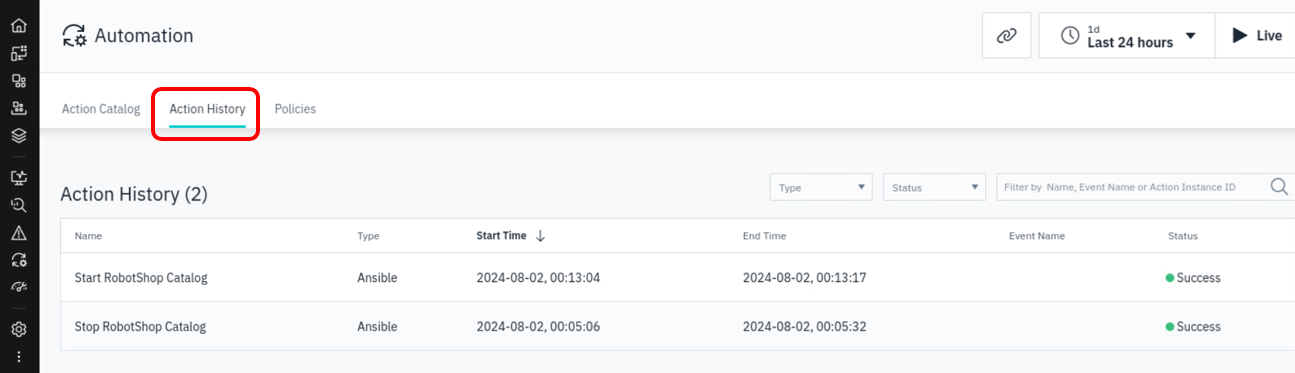 Automation
1d
Last 24 hours
Live
Action Catalog Action History Policies
Action History (2)
Type Status Filter by Name, Event Name or Action Instance ID
Name Type Start Time End Time Event Name Status
Start RobotShop Catalog Ansible 2024-08-02, 00:13:04 2024-08-02, 00:13:17 Success
Stop RobotShop Catalog Ansible 2024-08-02, 00:05:06 2024-08-02, 00:05:32 Success